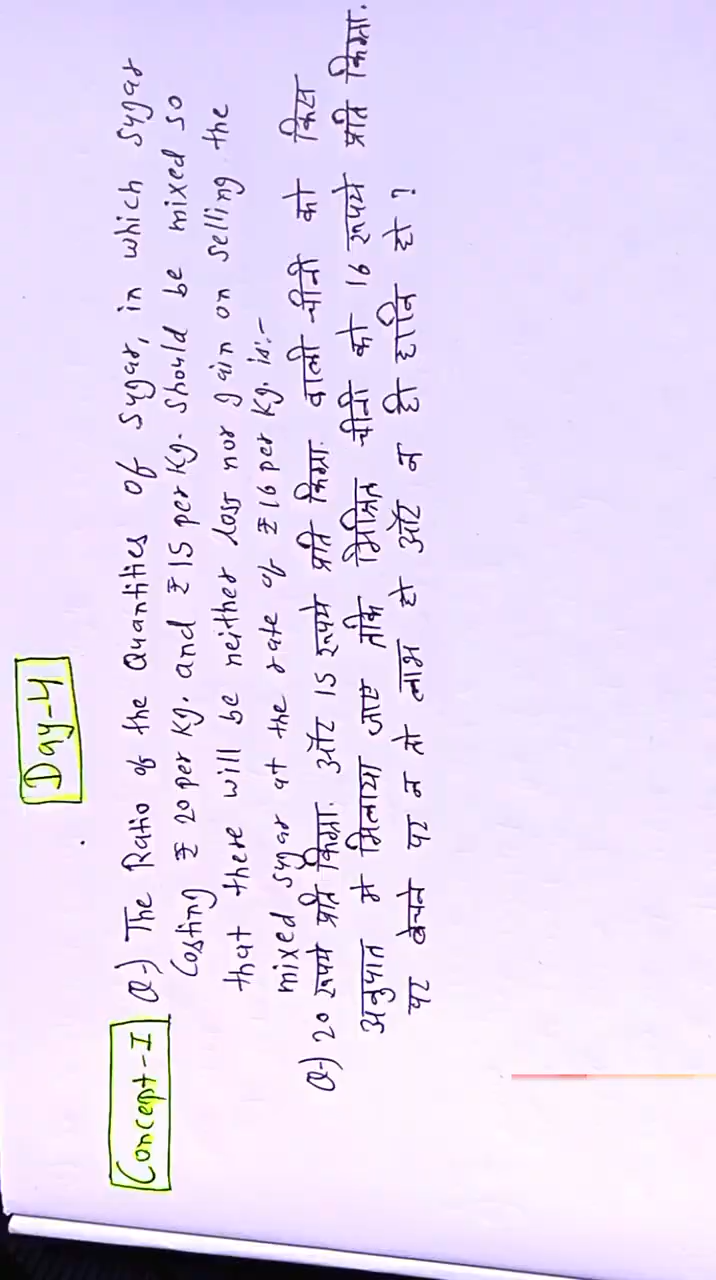 Day-4
Concept-I Q-) The Ratio of the Quantities of sugar, in which sugar
Costing ₹ 20 per Kg. and ₹ 15 per Kg. Should be mixed so
that there will be neither loss nor gain on selling the
mixed sugar at the rate of ₹ 16 per Kg. is:-
Q-) 20 रूपये प्रति किग्रा. और 15 रूपये प्रति किग्रा. वाली चीनी को किस
अनुपात में मिलाया जाए ताकि मिश्रित चीनी को 16 रूपये प्रति किग्रा.
पर बेचने पर न तो लाभ हो और न ही हानि हो?